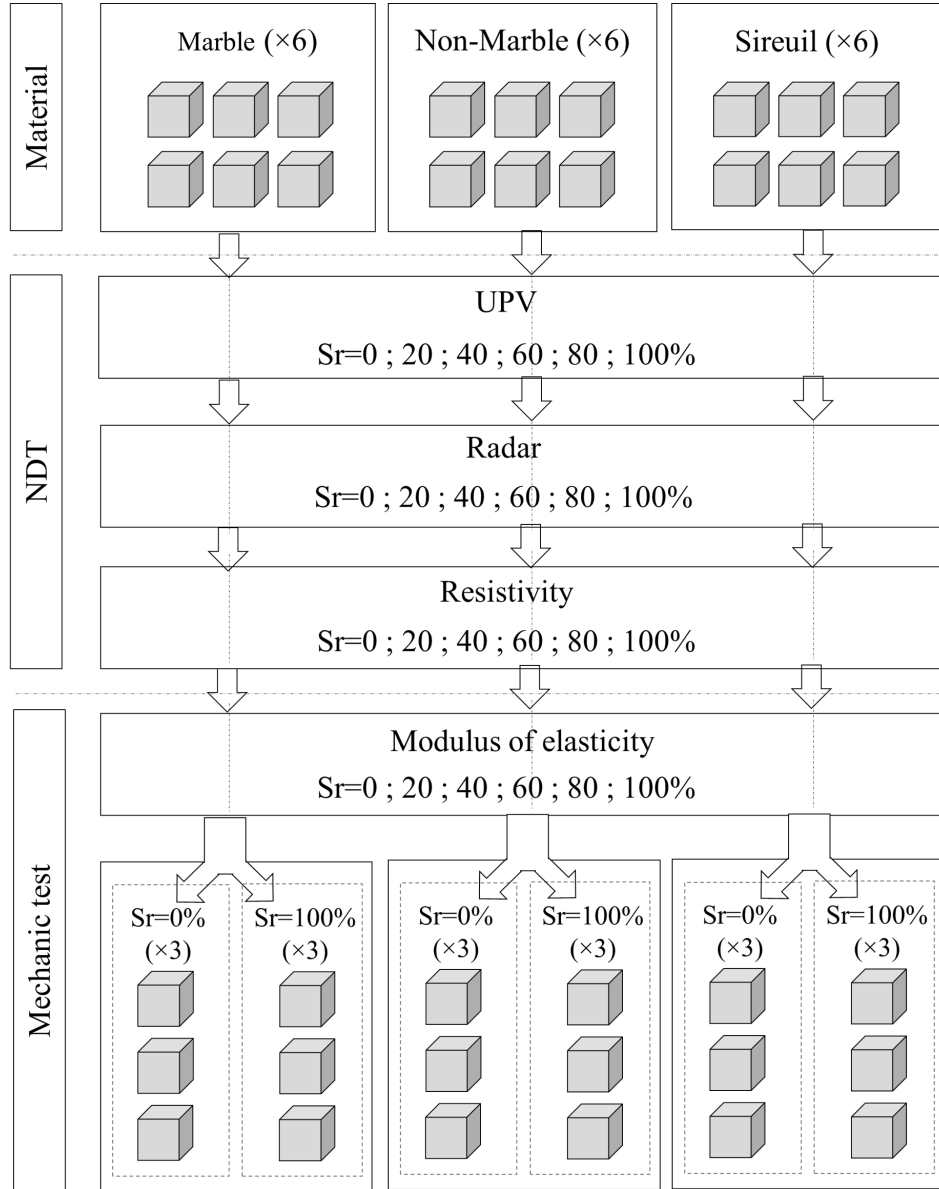 Material
Marble (×6)
Non-Marble (×6)
Sireuil (×6)
NDT
UPV
Sr=0 ; 20 ; 40 ; 60 ; 80 ; 100%
Radar
Sr=0 ; 20 ; 40 ; 60 ; 80 ; 100%
Resistivity
Sr=0 ; 20 ; 40 ; 60 ; 80 ; 100%
Mechanic test
Modulus of elasticity
Sr=0 ; 20 ; 40 ; 60 ; 80 ; 100%
Sr=0%
(×3)
Sr=100%
(×3)
Sr=0%
(×3)
Sr=100%
(×3)
Sr=0%
(×3)
Sr=100%
(×3)